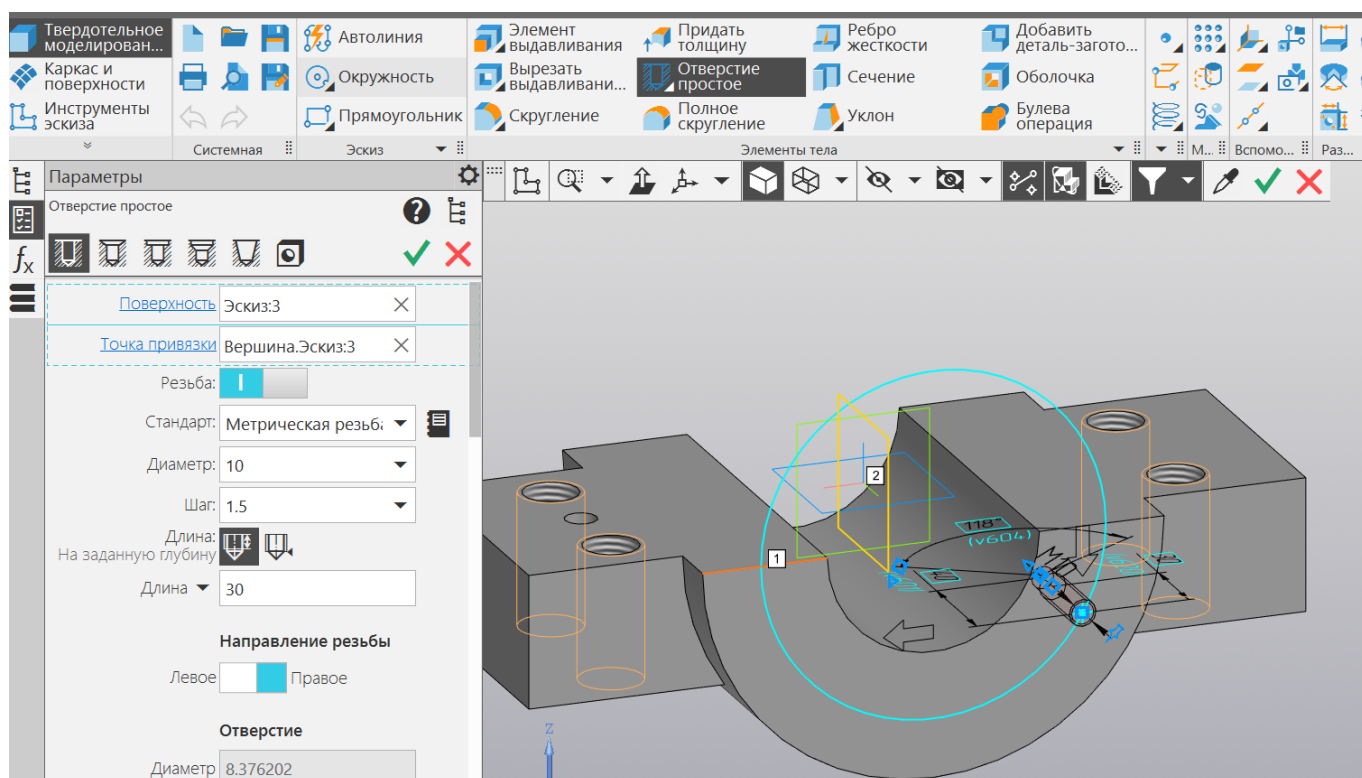 Твердотельное
моделирован...
Автолиния
Элемент
выдавливания
Придать
толщину
Ребро
жесткости
Добавить
деталь-загото...
Каркас и
поверхности
Окружность
Вырезать
выдавливани...
Отверстие
простое
Сечение
Оболочка
Инструменты
эскиза
Прямоугольник
Скругление
Полное
скругление
Уклон
Булева
операция
Системная
Эскиз
Элементы тела
М...
Вспомо...
Раз...
Параметры
Отверстие простое
fx
Поверхность Эскиз:3
Точка привязки Вершина.Эскиз:3
Резьба:
Стандарт: Метрическая резьб
Диаметр: 10
Шаг: 1.5
Длина:
На заданную глубину
Длина 30
Направление резьбы
Левое Правое
Отверстие
Диаметр 8.376202
2
1
118°
(v604)
Z